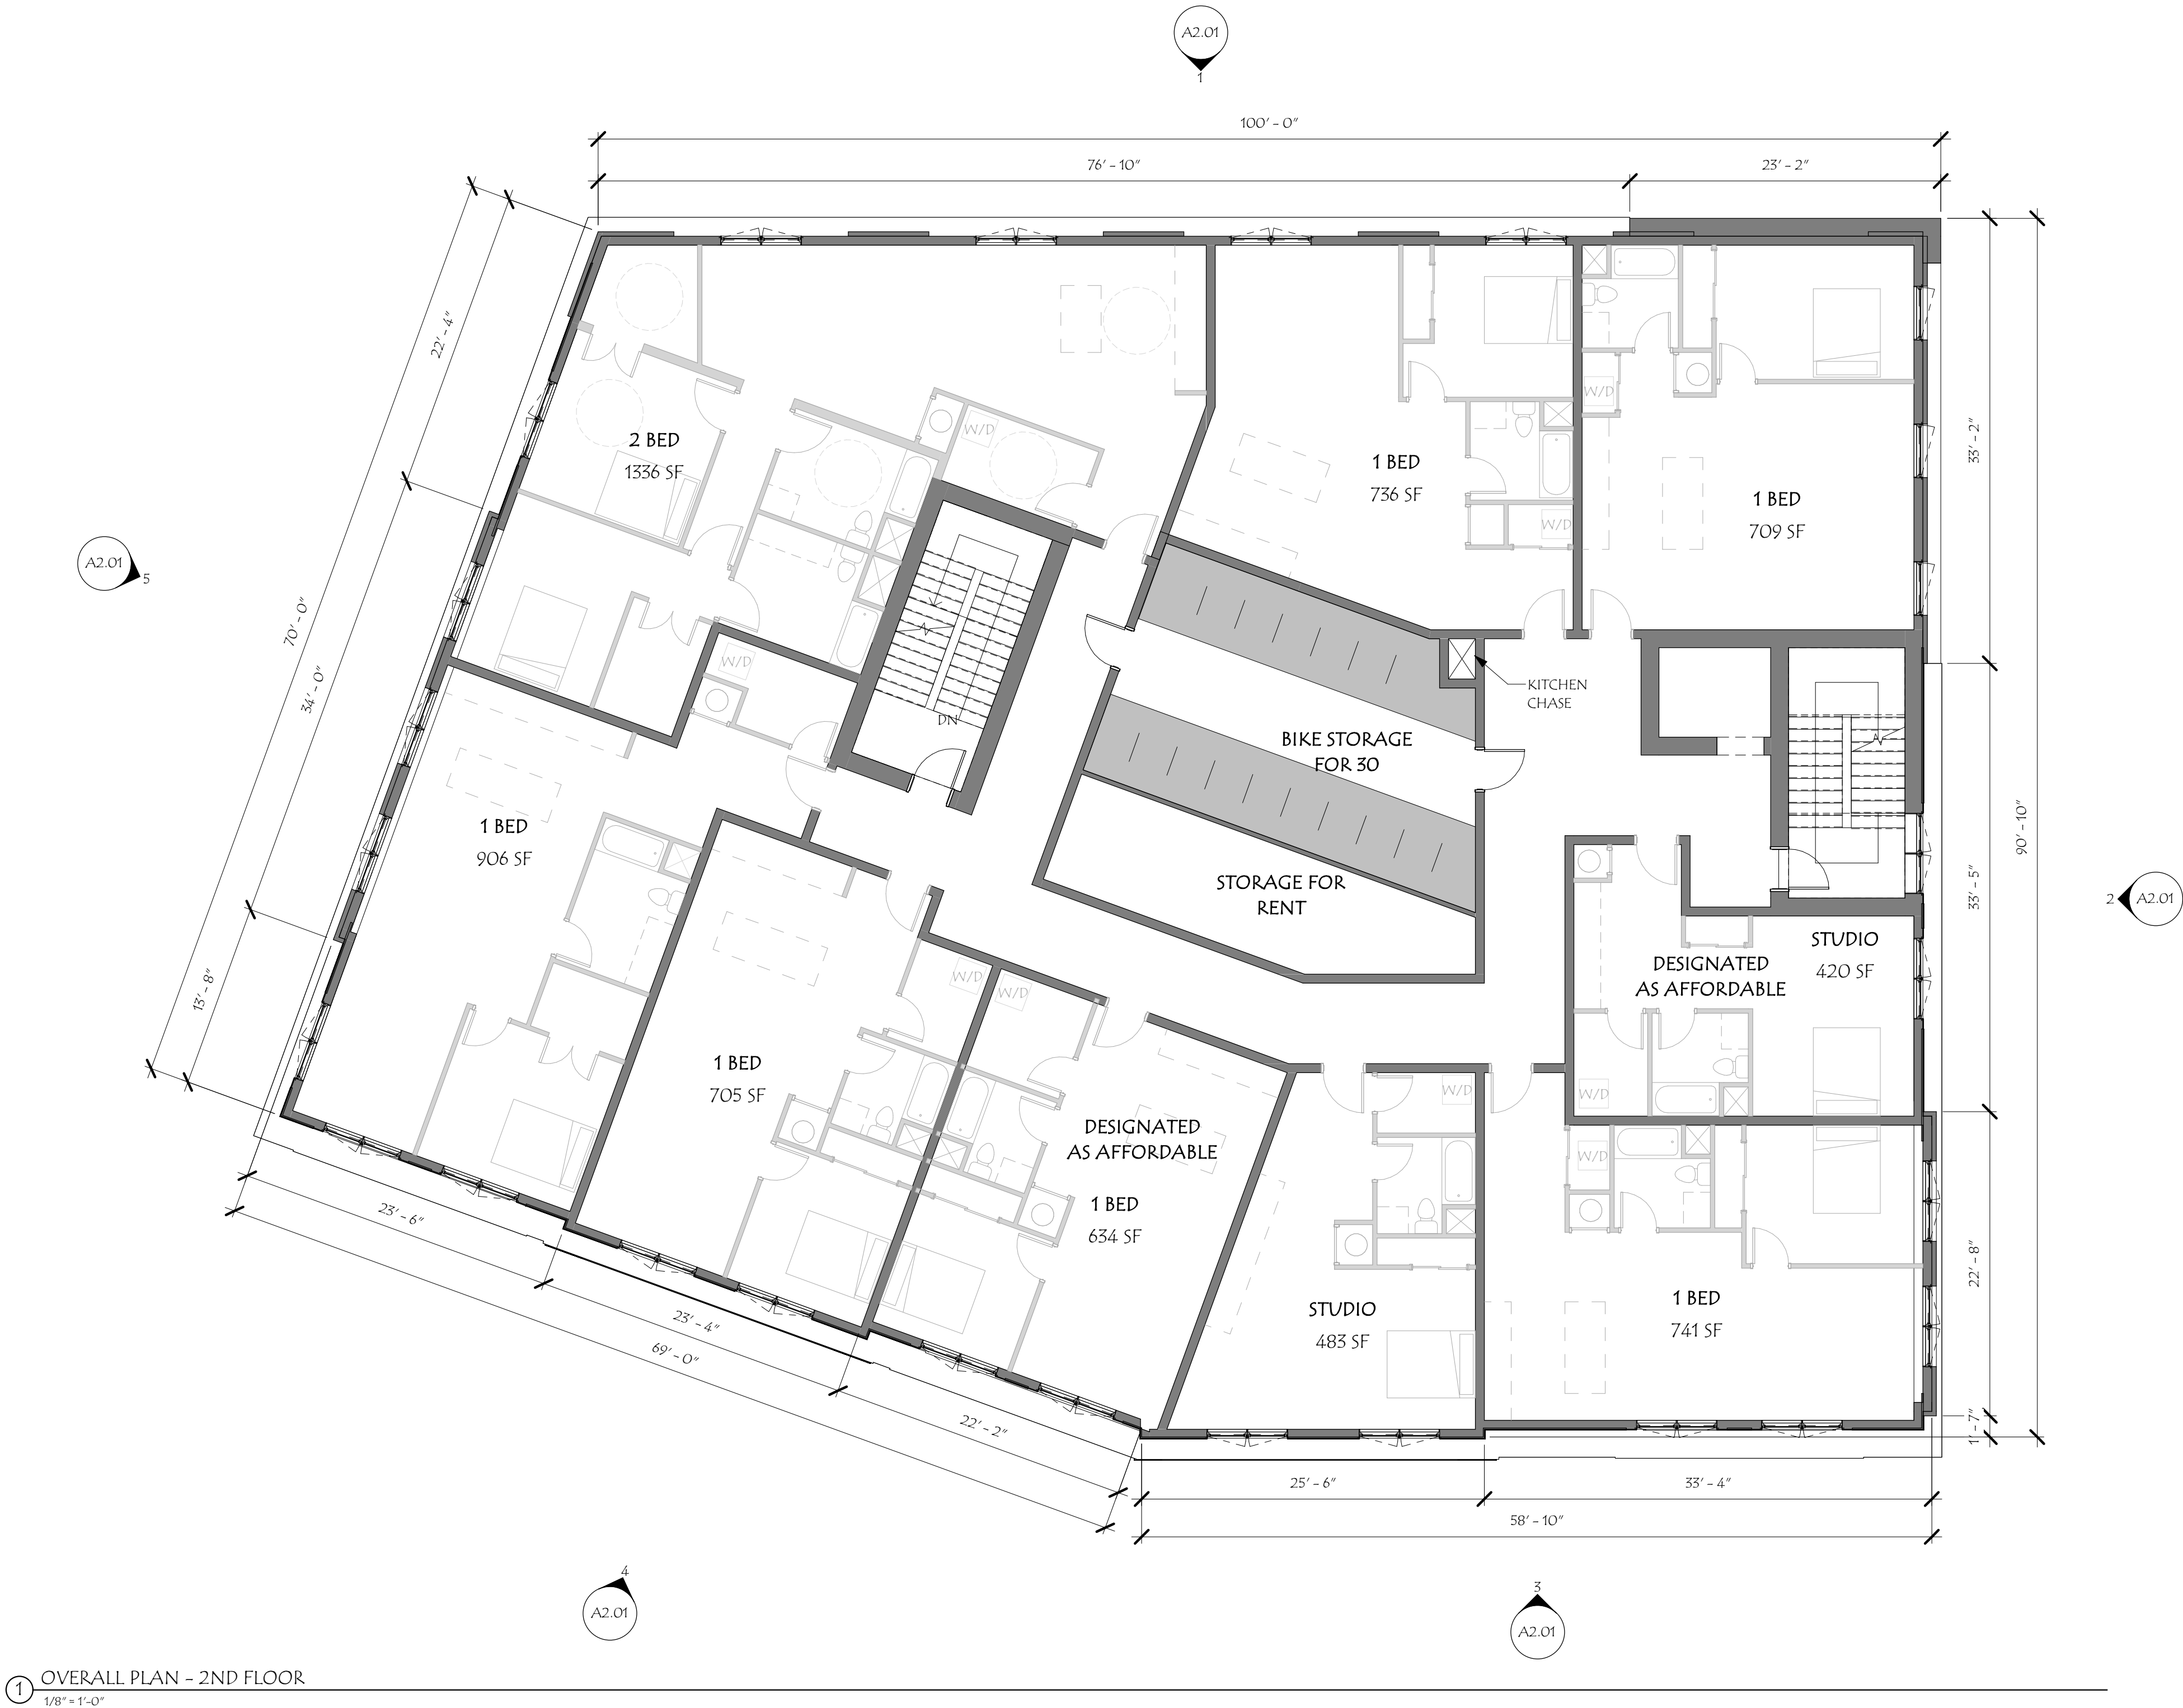 A2.01
1
100' - 0"
76' - 10"
23' - 2"
22' - 4"
70' - 0"
34' - 0"
13' - 8"
A2.01
5
2 BED
1336 SF
W/D
1 BED
736 SF
W/D
W/D
1 BED
709 SF
33' - 2"
W/D
DN
KITCHEN
CHASE
BIKE STORAGE
FOR 30
STORAGE FOR
RENT
1 BED
906 SF
90' - 10"
33' - 5"
2
A2.01
STUDIO
420 SF
DESIGNATED
AS AFFORDABLE
W/D
W/D
W/D
1 BED
705 SF
DESIGNATED
AS AFFORDABLE
1 BED
634 SF
W/D
STUDIO
483 SF
W/D
1 BED
741 SF
22' - 8"
1' - 7"
23' - 6"
23' - 4"
69' - 0"
22' - 2"
25' - 6"
33' - 4"
58' - 10"
4
A2.01
3
A2.01
1
OVERALL PLAN - 2ND FLOOR
1/8" = 1'-0"